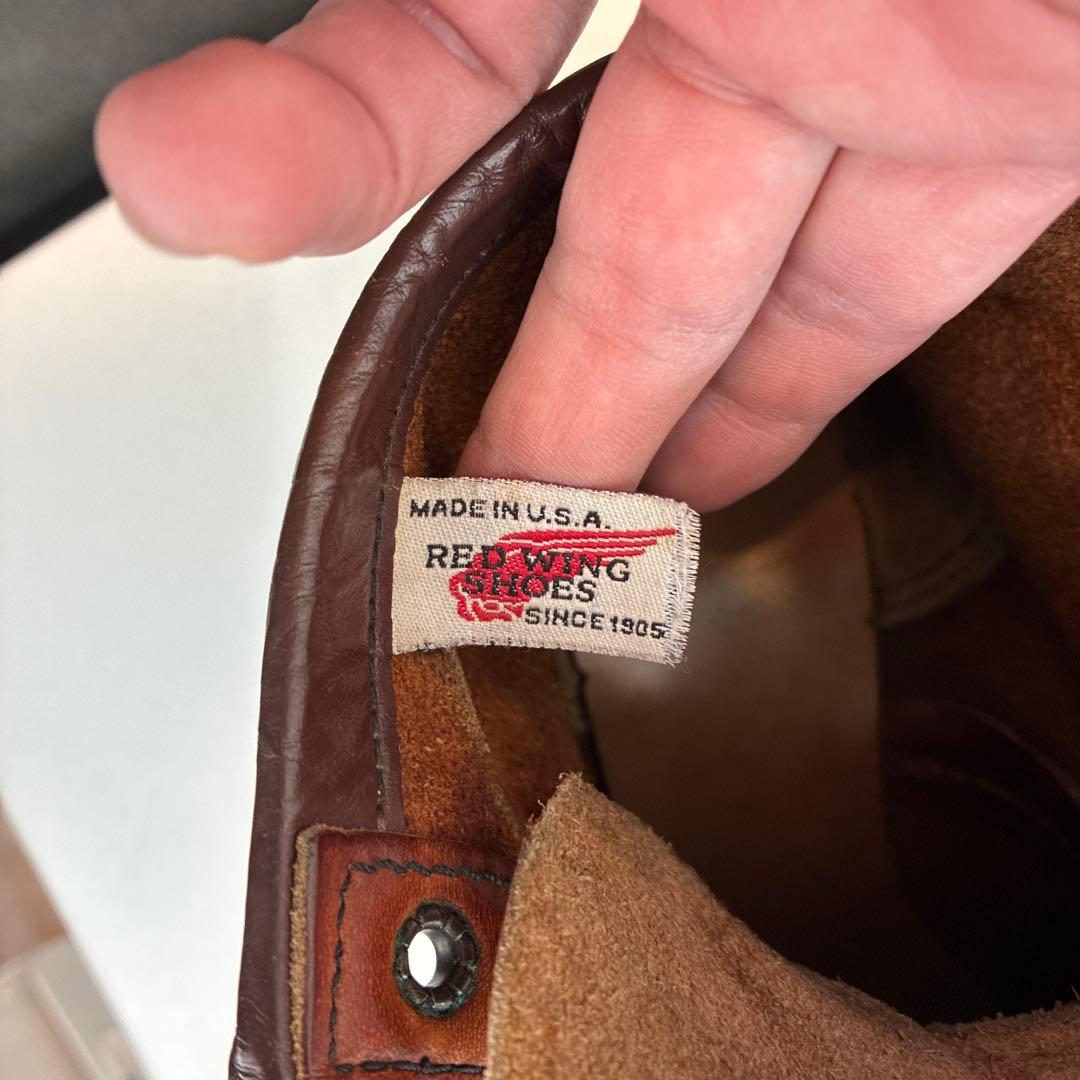 MADE IN U.S.A.
RED WING
SHOES
SINCE 1905